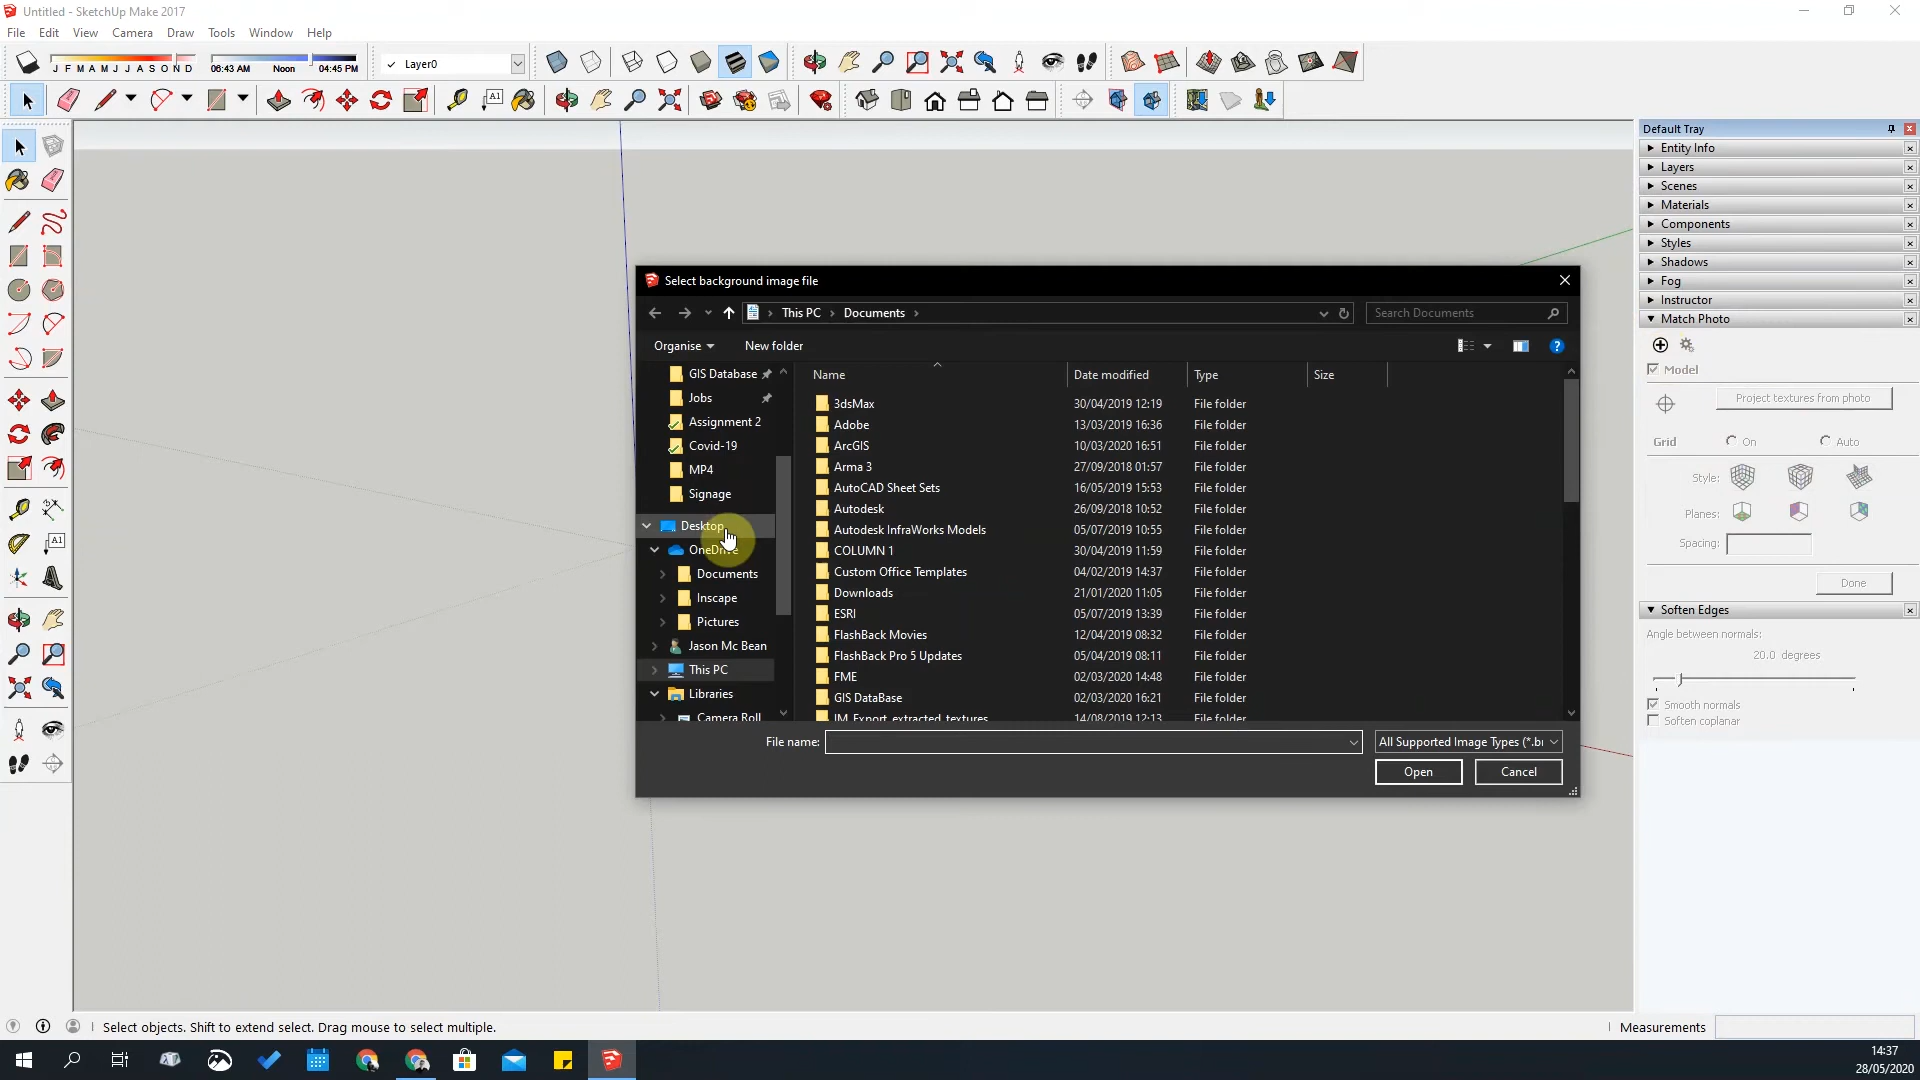 Untitled - SketchUp Make 2017
File Edit View Camera Draw Tools Window Help
J F M A M J J A S O N D 06:43 AM Noon 04:45 PM Layer0
Default Tray
Entity Info
Layers
Scenes
Materials
Components
Styles
Shadows
Fog
Instructor
Match Photo
Model
Project textures from photo
Grid On Auto
Style:
Planes:
Spacing:
Done
Soften Edges
Angle between normals:
20.0 degrees
Smooth normals
Soften coplanar
Select background image file
This PC Documents Search Documents
Organise New folder
GIS Database
Jobs
Assignment 2
Covid-19
MP4
Signage
Desktop
OneDrive
Documents
Inscape
Pictures
Jason Mc Bean
This PC
Libraries
Camera Roll
Name Date modified Type Size
3dsMax 30/04/2019 12:19 File folder
Adobe 13/03/2019 16:36 File folder
ArcGIS 10/03/2020 16:51 File folder
Arma 3 27/09/2018 01:57 File folder
AutoCAD Sheet Sets 16/05/2019 15:53 File folder
Autodesk 26/09/2018 10:52 File folder
Autodesk InfraWorks Models 05/07/2019 10:55 File folder
COLUMN 1 30/04/2019 11:59 File folder
Custom Office Templates 04/02/2019 14:37 File folder
Downloads 21/01/2020 11:05 File folder
ESRI 05/07/2019 13:39 File folder
FlashBack Movies 12/04/2019 08:32 File folder
FlashBack Pro 5 Updates 05/04/2019 08:11 File folder
FME 02/03/2020 14:48 File folder
GIS DataBase 02/03/2020 16:21 File folder
IM_Export_extracted_textures 14/08/2019 12:13 File folder
File name: All Supported Image Types (*.b
Open Cancel
Select objects. Shift to extend select. Drag mouse to select multiple.
Measurements
14:37
28/05/2020